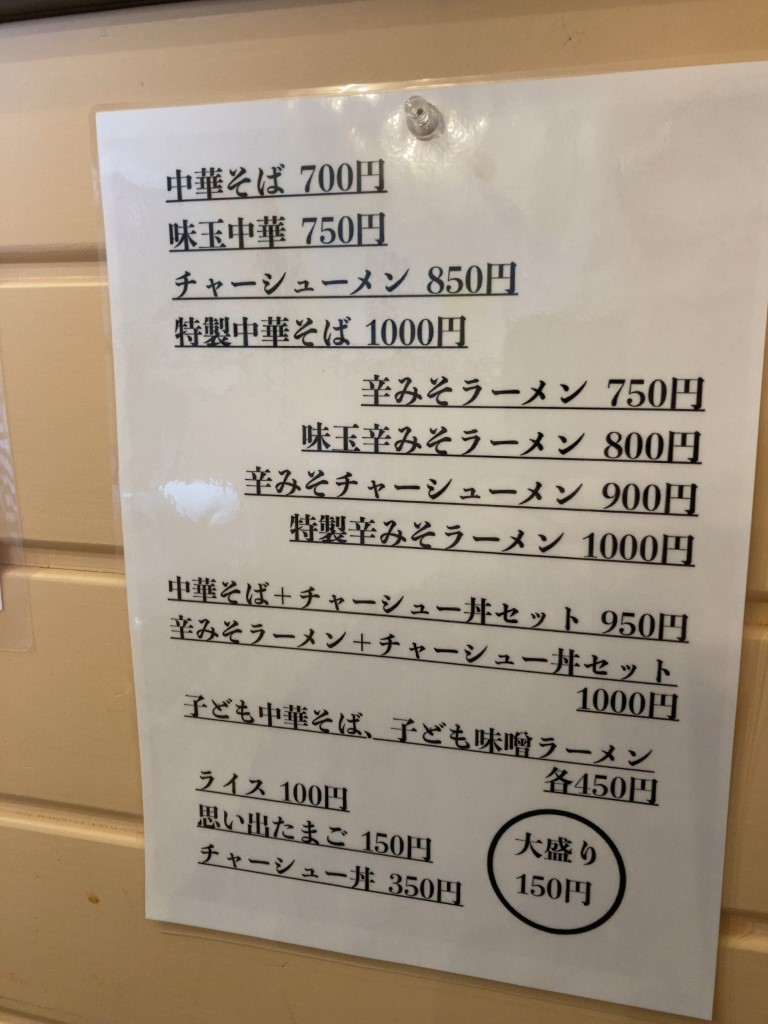 中華そば 700円
味玉中華 750円
チャーシューメン 850円
特製中華そば 1000円
辛みそラーメン 750円
味玉辛みそラーメン 800円
辛みそチャーシューメン 900円
特製辛みそラーメン 1000円
中華そば＋チャーシュー丼セット 950円
辛みそラーメン＋チャーシュー丼セット
1000円
子ども中華そば、子ども味噌ラーメン
各450円
ライス 100円
思い出たまご 150円
チャーシュー丼 350円
大盛り
150円